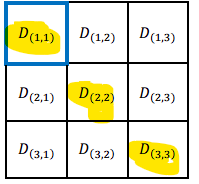 D(1,1) D(1,2) D(1,3)
D(2,1) D(2,2) D(2,3)
D(3,1) D(3,2) D(3,3)